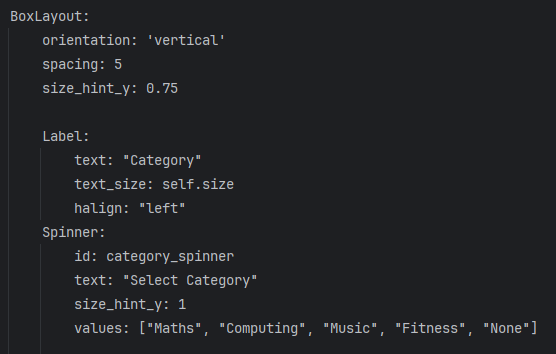 BoxLayout:
    orientation: 'vertical'
    spacing: 5
    size_hint_y: 0.75

    Label:
        text: "Category"
        text_size: self.size
        halign: "left"
    Spinner:
        id: category_spinner
        text: "Select Category"
        size_hint_y: 1
        values: ["Maths", "Computing", "Music", "Fitness", "None"]